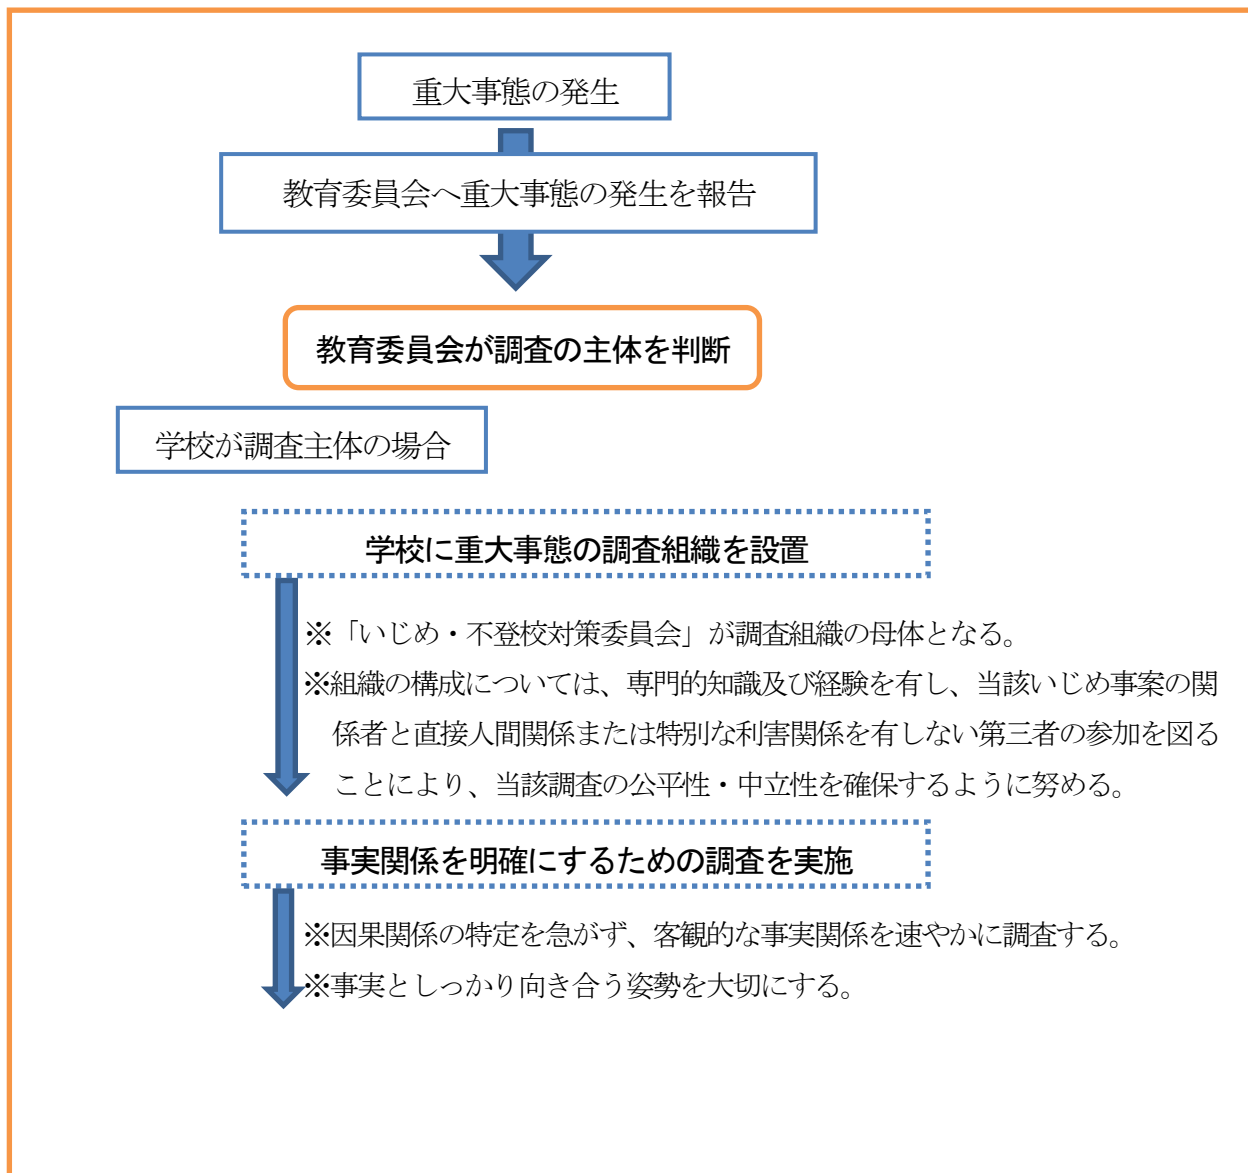 重大事態の発生
教育委員会へ重大事態の発生を報告
教育委員会が調査の主体を判断
学校が調査主体の場合
学校に重大事態の調査組織を設置
※「いじめ・不登校対策委員会」が調査組織の母体となる。
※組織の構成については、専門的知識及び経験を有し、当該いじめ事案の関
係者と直接人間関係または特別な利害関係を有しない第三者の参加を図る
ことにより、当該調査の公平性・中立性を確保するように努める。
事実関係を明確にするための調査を実施
※因果関係の特定を急がず、客観的な事実関係を速やかに調査する。
※事実としっかり向き合う姿勢を大切にする。